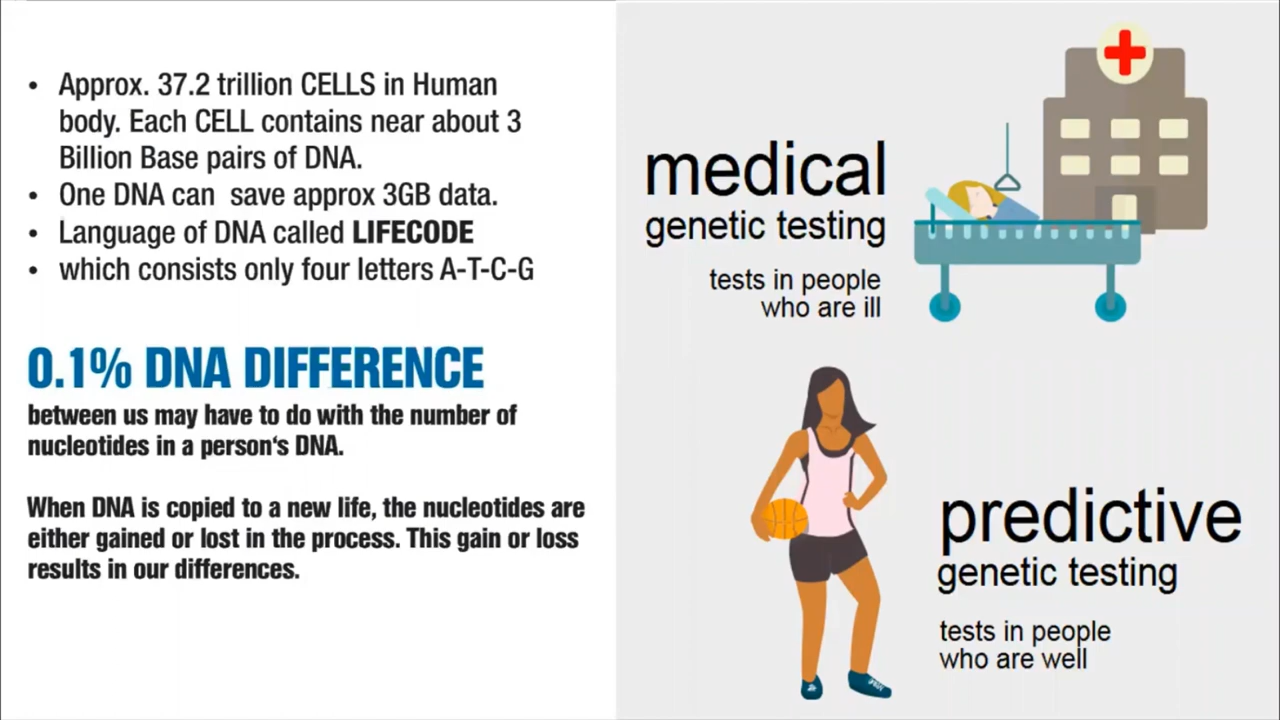 • Approx. 37.2 trillion CELLS in Human
body. Each CELL contains near about 3
Billion Base pairs of DNA.
• One DNA can  save approx 3GB data.
• Language of DNA called LIFECODE
• which consists only four letters A-T-C-G
0.1% DNA DIFFERENCE
between us may have to do with the number of
nucleotides in a person's DNA.
When DNA is copied to a new life, the nucleotides are
either gained or lost in the process. This gain or loss
results in our differences.
medical
genetic testing
tests in people
who are ill
predictive
genetic testing
tests in people
who are well